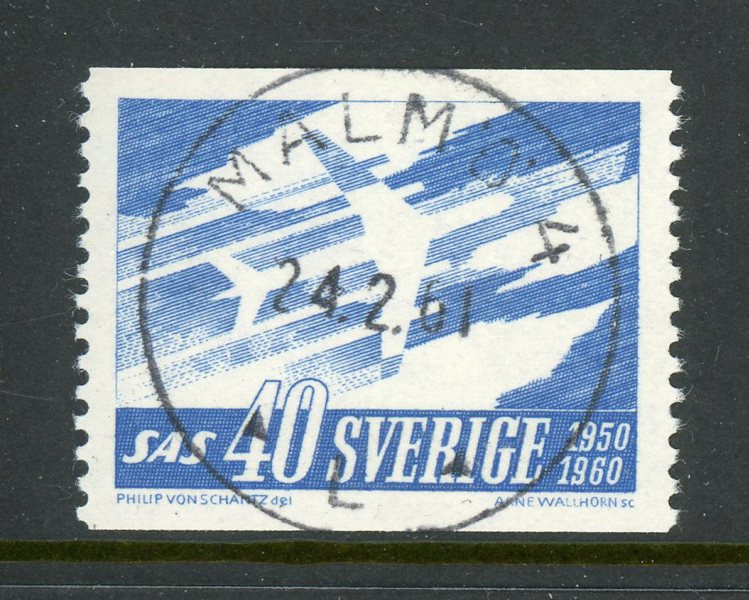 MALMÖ 4
24.2.61
L
SAS 40 SVERIGE 1950
1960
PHILIP VON SCHANTZ del ARNE WALLHORN sc